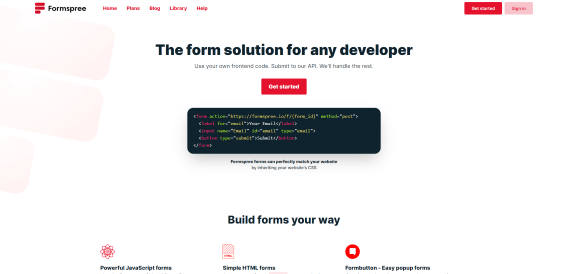 Formspree
Home Plans Blog Library Help
Get started Sign in
The form solution for any developer
Use your own frontend code. Submit to our API. We'll handle the rest.
Get started
<form action="https://formspree.io/f/{form_id}" method="post">
<label for="email">Your Email</label>
<input name="Email" id="email" type="email">
<button type="submit">Submit</button>
</form>
Formspree forms can perfectly match your website
by inheriting your website's CSS.
Build forms your way
Powerful JavaScript forms
Simple HTML forms
Formbutton - Easy popup forms